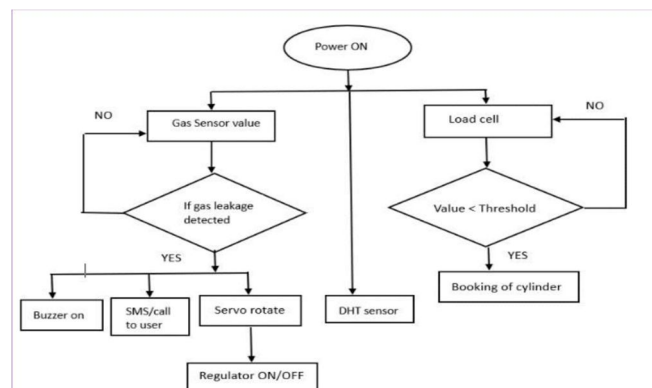 Power ON
NO
Gas Sensor value
Load cell
NO
If gas leakage
detected
Value < Threshold
YES
YES
Buzzer on
SMS/call
to user
Servo rotate
DHT sensor
Booking of cylinder
Regulator ON/OFF